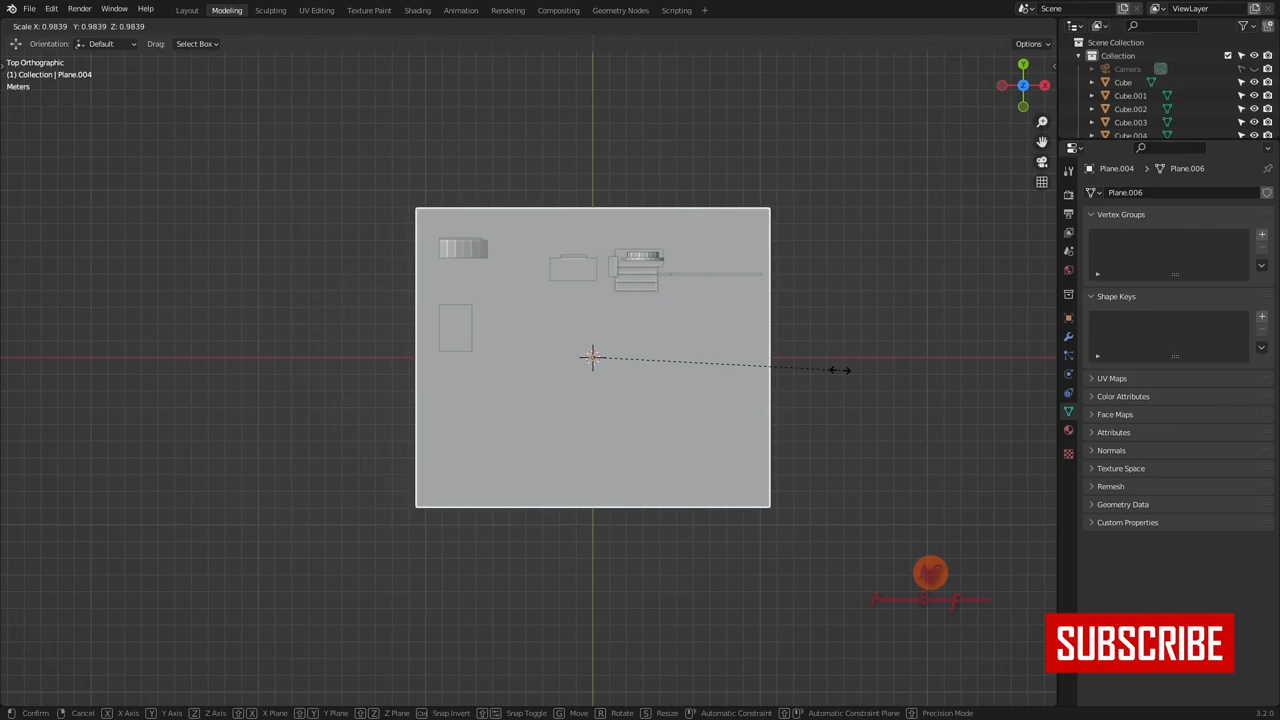 File Edit Render Window Help Layout Modeling Sculpting UV Editing Texture Paint Shading Animation Rendering Compositing Geometry Nodes Scripting + Scene ViewLayer
Scale X: 0.9839 Y: 0.9839 Z: 0.9839
Orientation: Default Drag: Select Box Options
Top Orthographic
(1) Collection | Plane.004
Meters
Y
Z X
Scene Collection
Collection
Camera
Cube
Cube.001
Cube.002
Cube.003
Cube.004
Plane.004 Plane.006
Plane.006
Vertex Groups
Shape Keys
UV Maps
Color Attributes
Face Maps
Attributes
Normals
Texture Space
Remesh
Geometry Data
Custom Properties
SUBSCRIBE
Confirm Cancel X X Axis Y Y Axis Z Z Axis X X Plane Y Y Plane Z Z Plane Snap Invert Snap Toggle G Move R Rotate S Resize Automatic Constraint Automatic Constraint Plane Precision Mode 3.2.0